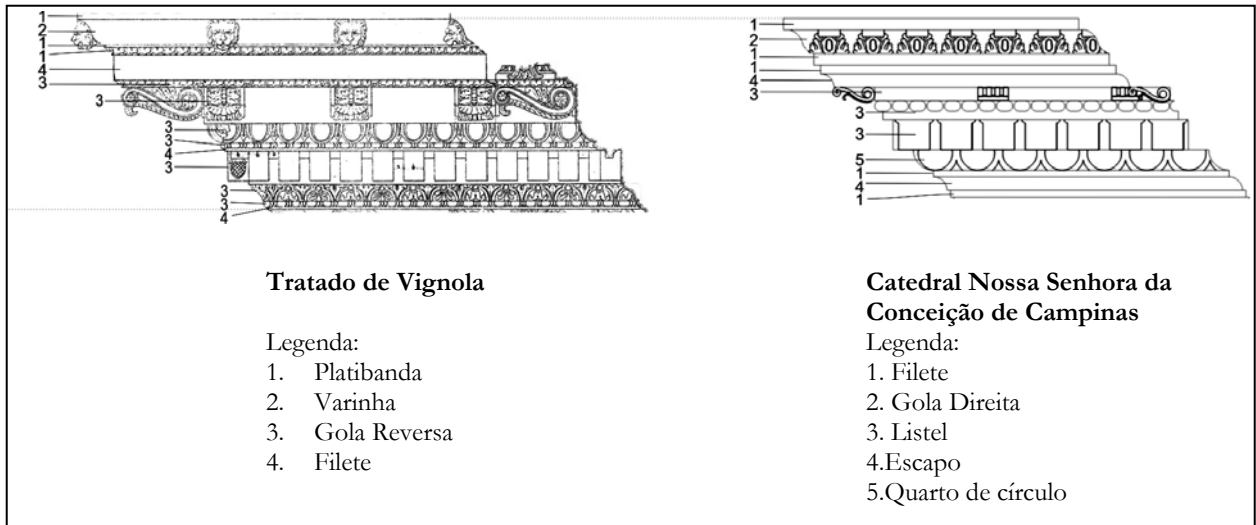 1
2
1
1
4
3
3
3
3
4
3
3
3
4
1
2
1
1
4
3
3
3
5
1
4
1
Tratado de Vignola
Legenda:
1. Platibanda
2. Varinha
3. Gola Reversa
4. Filete
Catedral Nossa Senhora da
Conceição de Campinas
Legenda:
1. Filete
2. Gola Direita
3. Listel
4.Escapo
5.Quarto de círculo